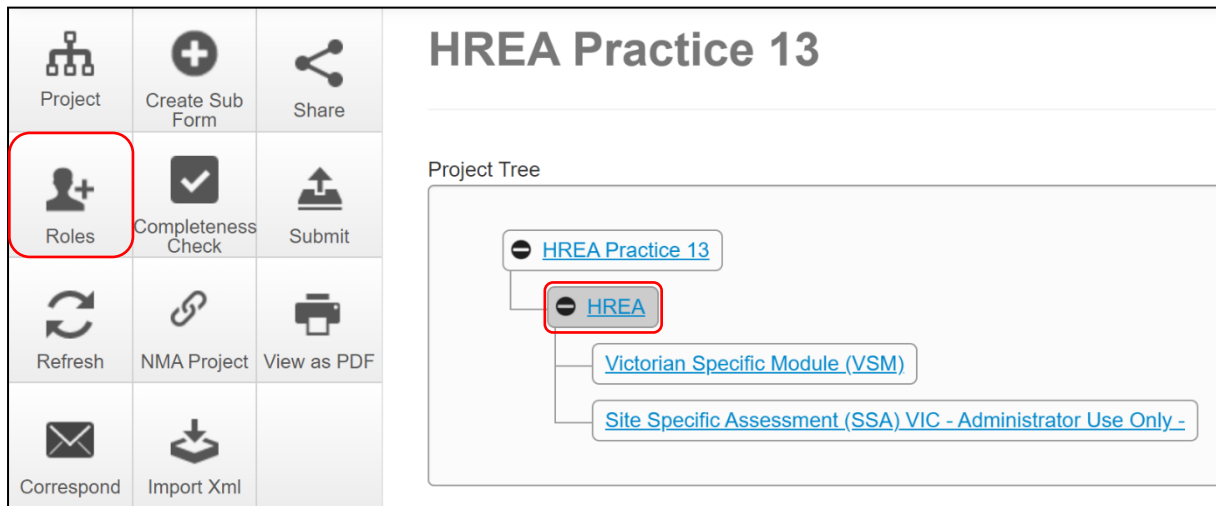 HREA Practice 13
Project
Create Sub
Form
Share
Roles
Completeness
Check
Submit
Refresh
NMA Project
View as PDF
Correspond
Import Xml
Project Tree
HREA Practice 13
HREA
Victorian Specific Module (VSM)
Site Specific Assessment (SSA) VIC - Administrator Use Only -